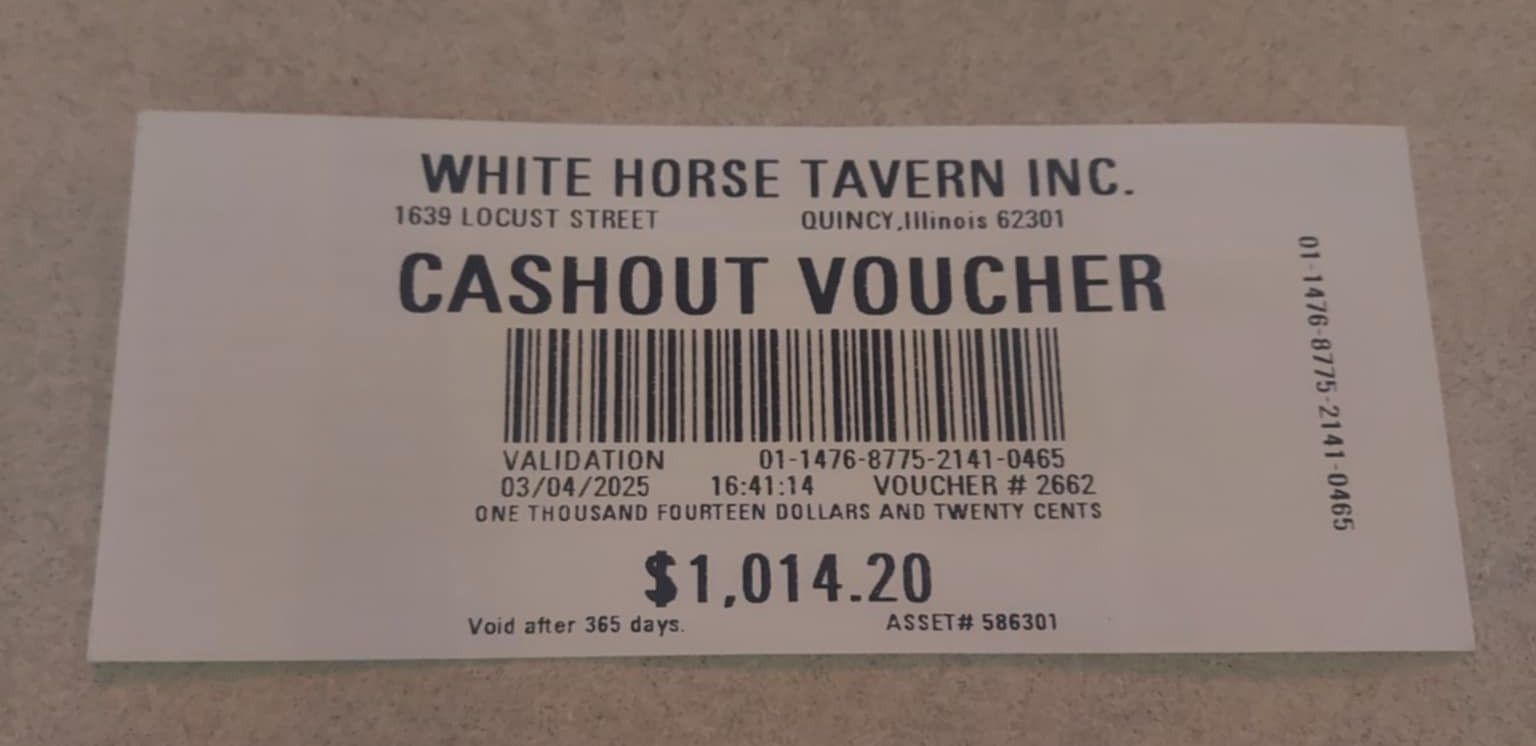 WHITE HORSE TAVERN INC.
1639 LOCUST STREET QUINCY,Illinois 62301
CASHOUT VOUCHER
VALIDATION 01-1476-8775-2141-0465
03/04/2025 16:41:14 VOUCHER # 2662
ONE THOUSAND FOURTEEN DOLLARS AND TWENTY CENTS
$1,014.20
Void after 365 days. ASSET# 586301
01-1476-8775-2141-0465